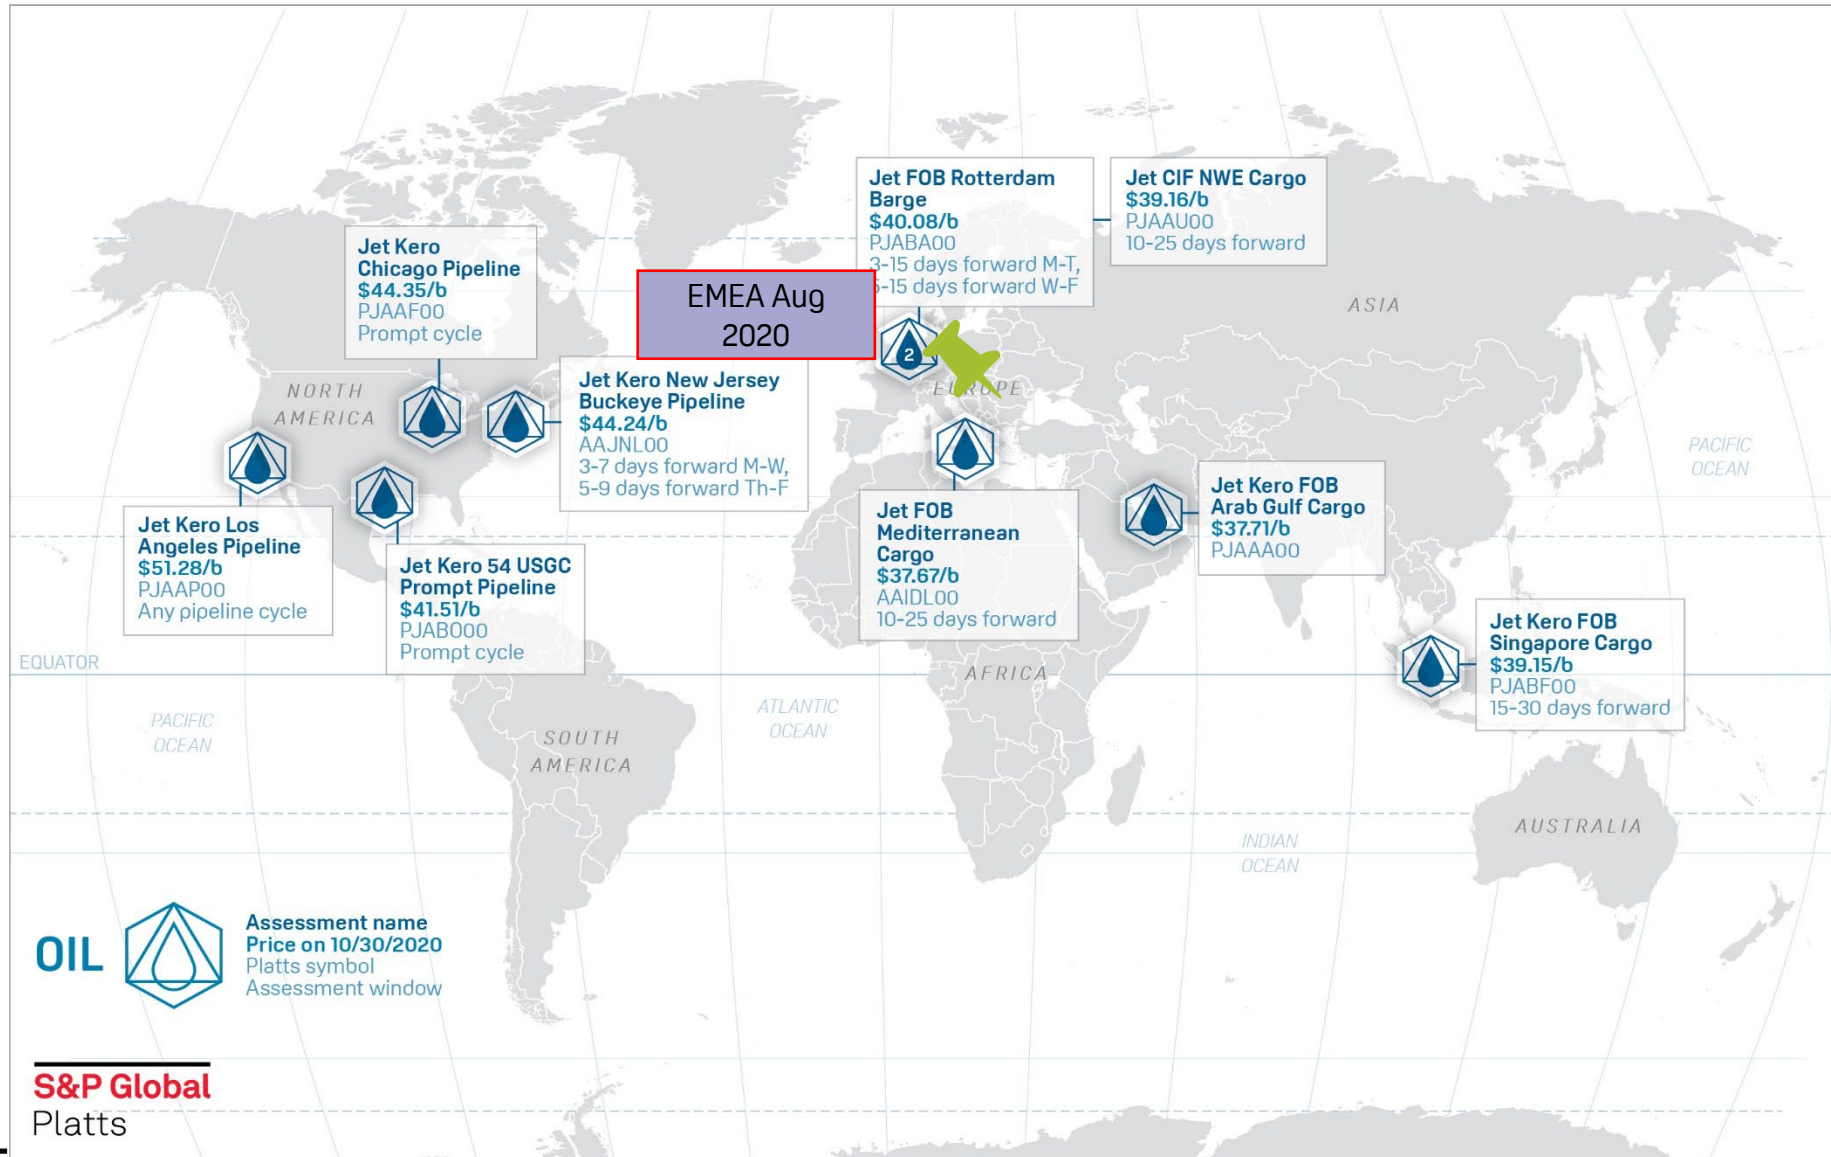 Jet FOB Rotterdam
Barge
$40.08/b
PJABA00
3-15 days forward M-T,
5-15 days forward W-F
Jet CIF NWE Cargo
$39.16/b
PJAAU00
10-25 days forward
Jet Kero
Chicago Pipeline
$44.35/b
PJAAF00
Prompt cycle
EMEA Aug
2020
2
ASIA
EUROPE
NORTH
AMERICA
Jet Kero New Jersey
Buckeye Pipeline
$44.24/b
AAJNL00
3-7 days forward M-W,
5-9 days forward Th-F
PACIFIC
OCEAN
Jet Kero Los
Angeles Pipeline
$51.28/b
PJAAP00
Any pipeline cycle
Jet Kero 54 USGC
Prompt Pipeline
$41.51/b
PJABO00
Prompt cycle
Jet FOB
Mediterranean
Cargo
$37.67/b
AAIDL00
10-25 days forward
Jet Kero FOB
Arab Gulf Cargo
$37.71/b
PJAAA00
Jet Kero FOB
Singapore Cargo
$39.15/b
PJABF00
15-30 days forward
EQUATOR
AFRICA
PACIFIC
OCEAN
ATLANTIC
OCEAN
SOUTH
AMERICA
INDIAN
OCEAN
AUSTRALIA
OIL
Assessment name
Price on 10/30/2020
Platts symbol
Assessment window
S&P Global
Platts